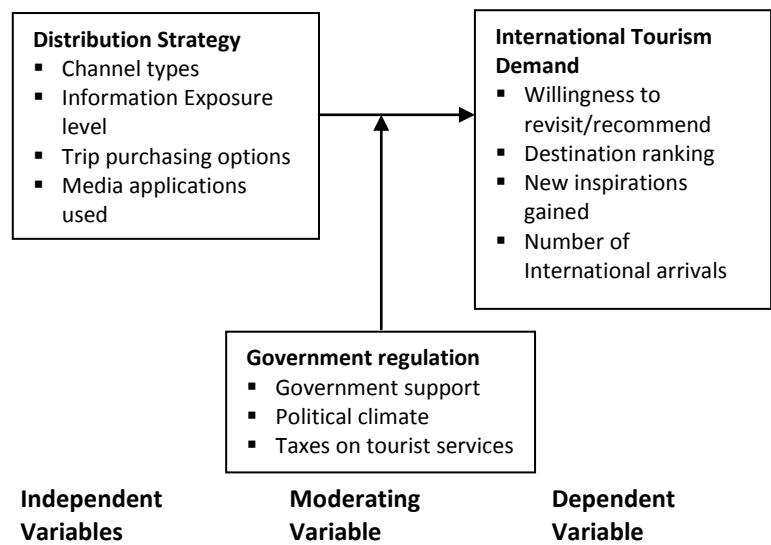 Distribution Strategy
▪ Channel types
▪ Information Exposure
level
▪ Trip purchasing options
▪ Media applications
used
International Tourism
Demand
▪ Willingness to
revisit/recommend
▪ Destination ranking
▪ New inspirations
gained
▪ Number of
International arrivals
Government regulation
▪ Government support
▪ Political climate
▪ Taxes on tourist services
Independent
Variables
Moderating
Variable
Dependent
Variable